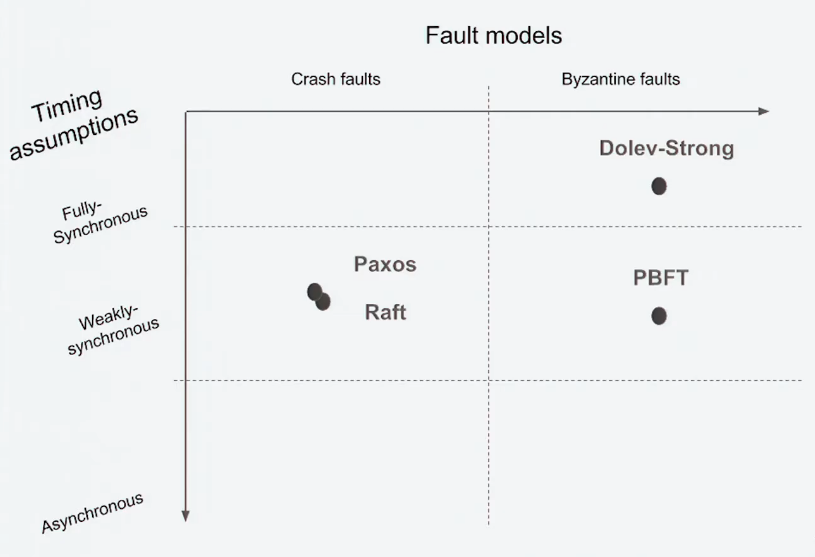 Fault models
Crash faults
Byzantine faults
Timing
assumptions
Dolev-Strong
Fully-
Synchronous
Paxos
PBFT
Raft
Weakly-
synchronous
Asynchronous